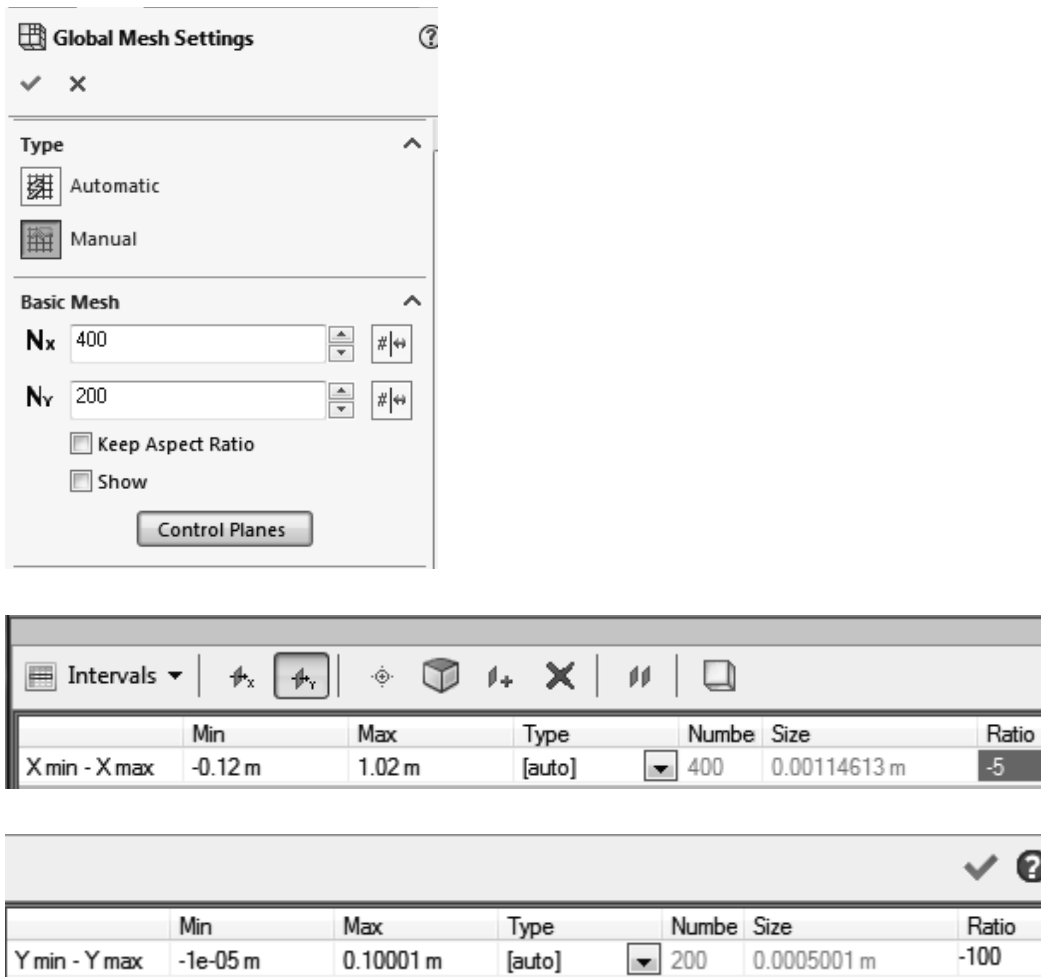 Global Mesh Settings
Type
Automatic
Manual
Basic Mesh
Nx 400
NY 200
Keep Aspect Ratio
Show
Control Planes
Intervals
Min Max Type Numbe Size Ratio
X min - X max -0.12 m 1.02 m [auto] 400 0.00114613 m -5
Min Max Type Numbe Size Ratio
Y min - Y max -1e-05 m 0.10001 m [auto] 200 0.0005001 m -100